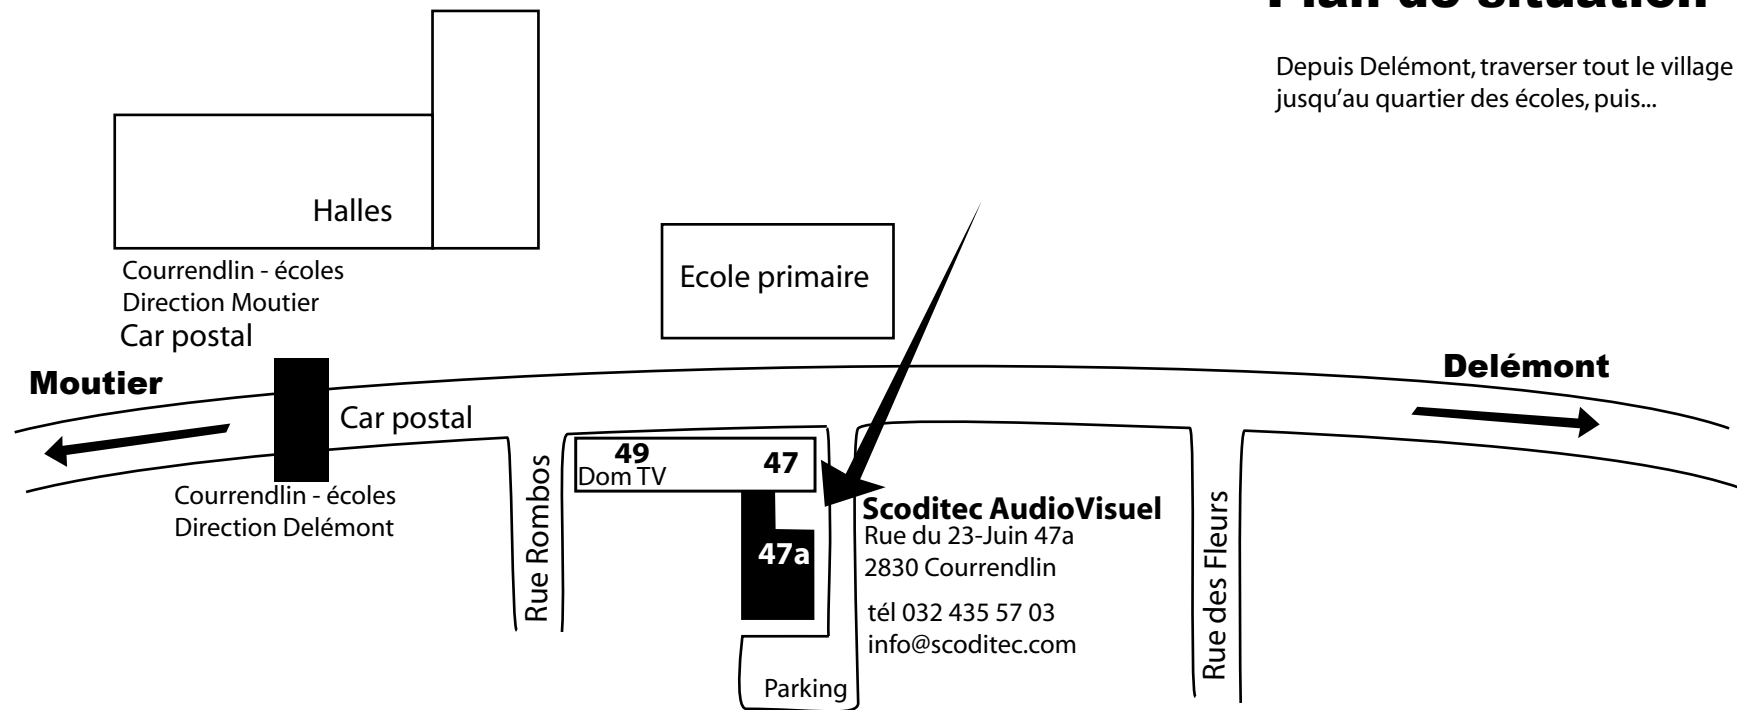 Plan de situation
Depuis Delémont, traverser tout le village
jusqu'au quartier des écoles, puis...
Halles
Courrendlin - écoles
Direction Moutier
Car postal
Ecole primaire
Moutier
Delémont
Car postal
Courrendlin - écoles
Direction Delémont
Rue Rombos
49
Dom TV
47
47a
Scoditec AudioVisuel
Rue du 23-Juin 47a
2830 Courrendlin
tél 032 435 57 03
info@scoditec.com
Rue des Fleurs
Parking